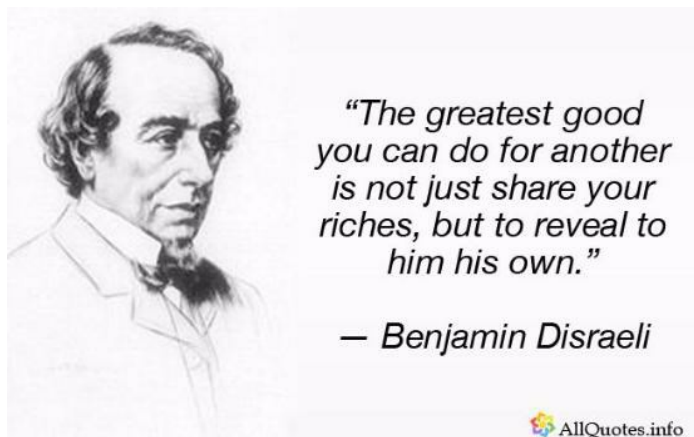 “The greatest good
you can do for another
is not just share your
riches, but to reveal to
him his own.”
— Benjamin Disraeli
AllQuotes.info